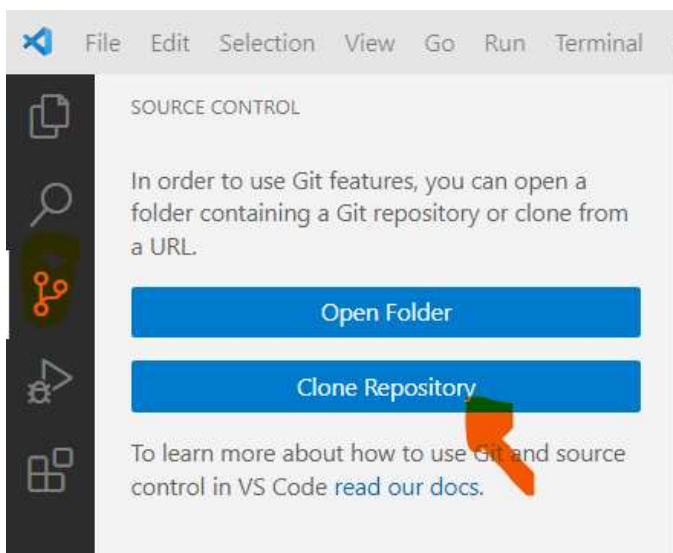 File Edit Selection View Go Run Terminal
SOURCE CONTROL
In order to use Git features, you can open a
folder containing a Git repository or clone from
a URL.
Open Folder
Clone Repository
To learn more about how to use Git and source
control in VS Code read our docs.